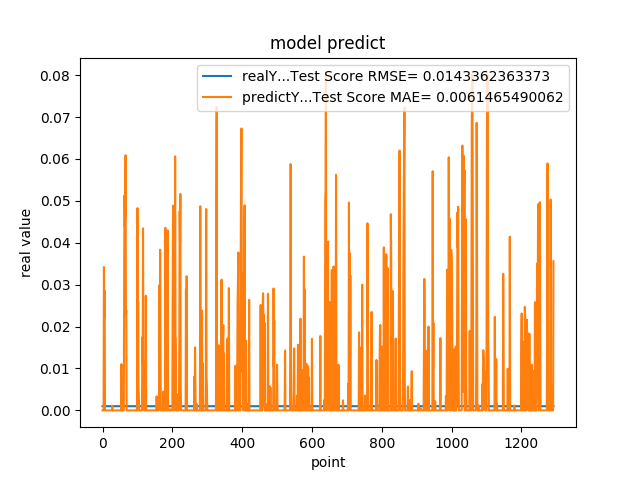 model predict
realY...Test Score RMSE= 0.0143362363373
predictY...Test Score MAE= 0.0061465490062
0.08
0.07
0.06
0.05
0.04
0.03
0.02
0.01
0.00
real value
0 200 400 600 800 1000 1200
point